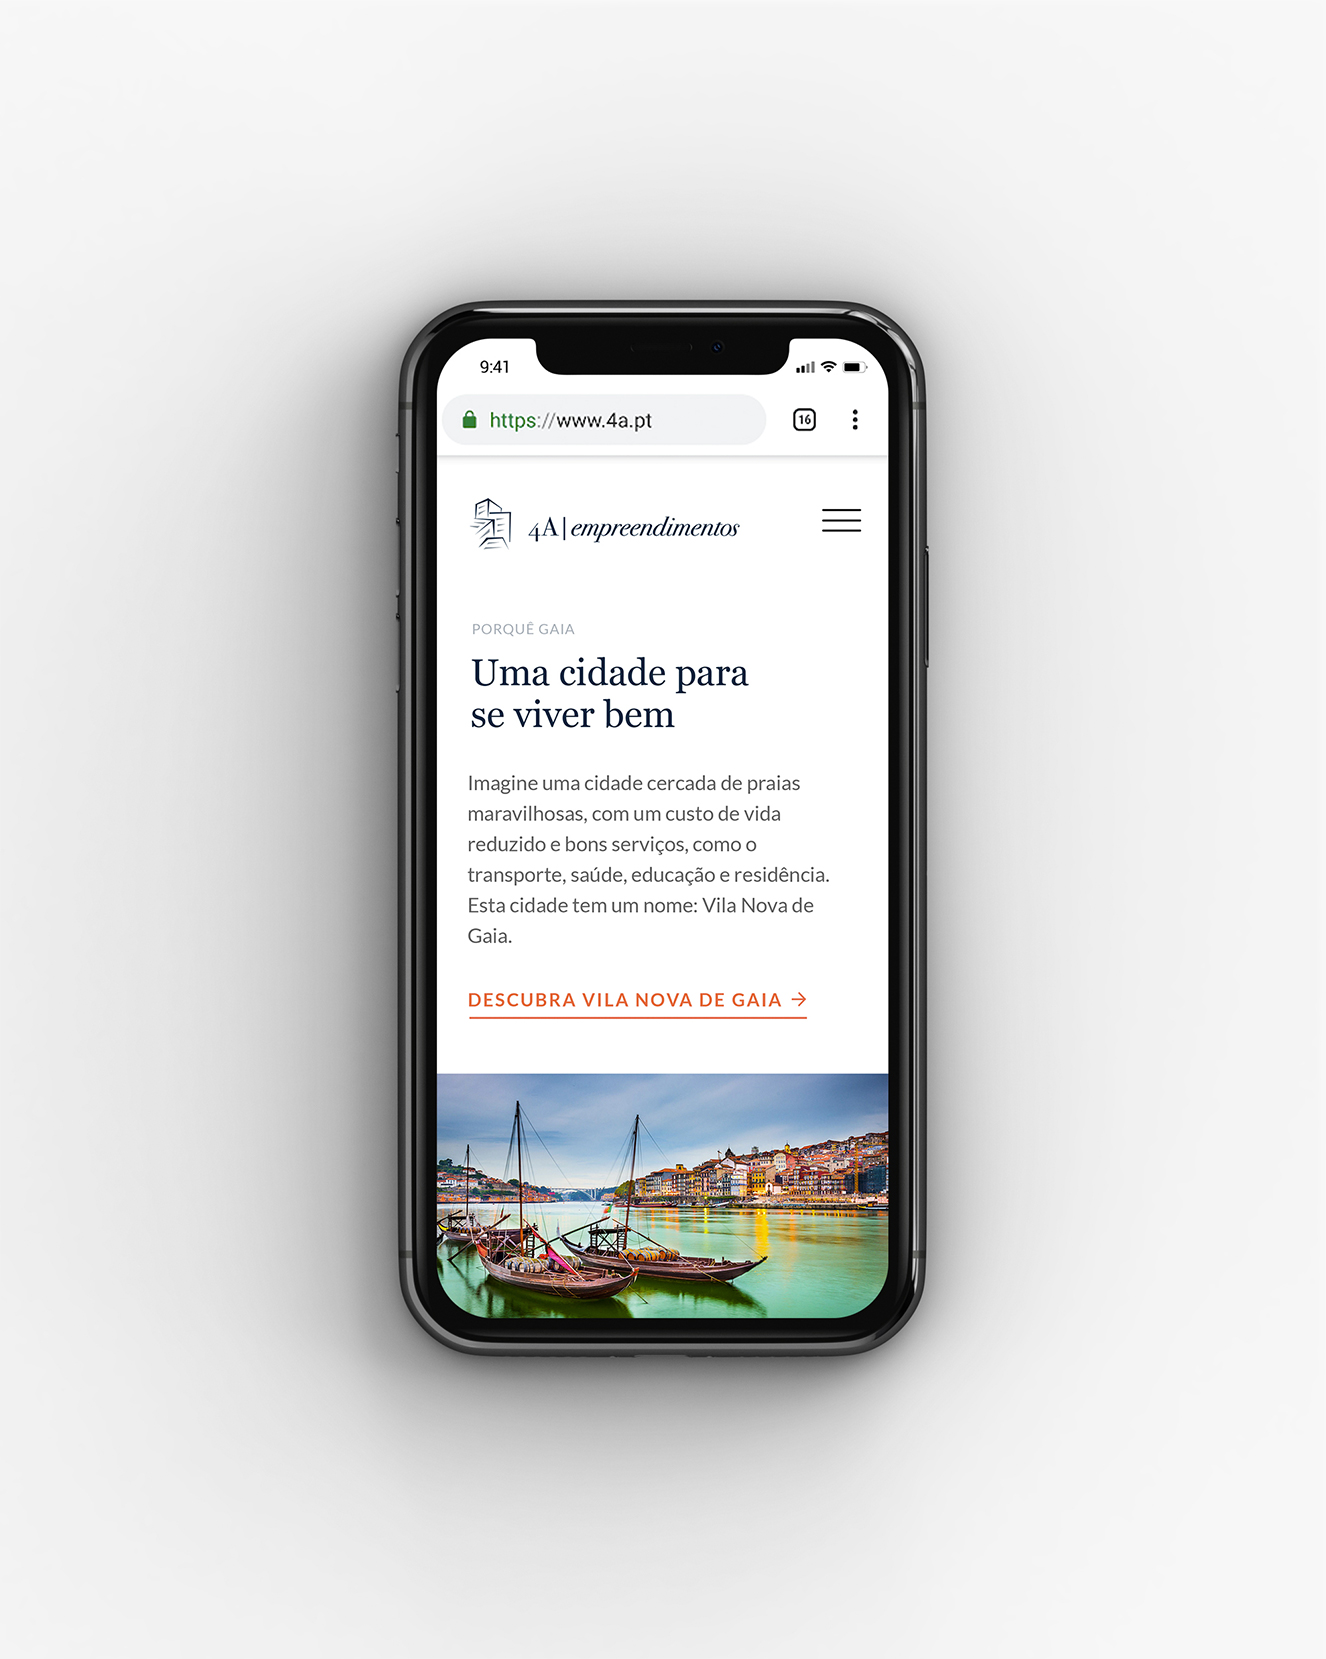 9:41
https://www.4a.pt
16
4A | empreendimentos
PORQUÊ GAIA
Uma cidade para
se viver bem
Imagine uma cidade cercada de praias
maravilhosas, com um custo de vida
reduzido e bons serviços, como o
transporte, saúde, educação e residência.
Esta cidade tem um nome: Vila Nova de
Gaia.
DESCUBRA VILA NOVA DE GAIA →